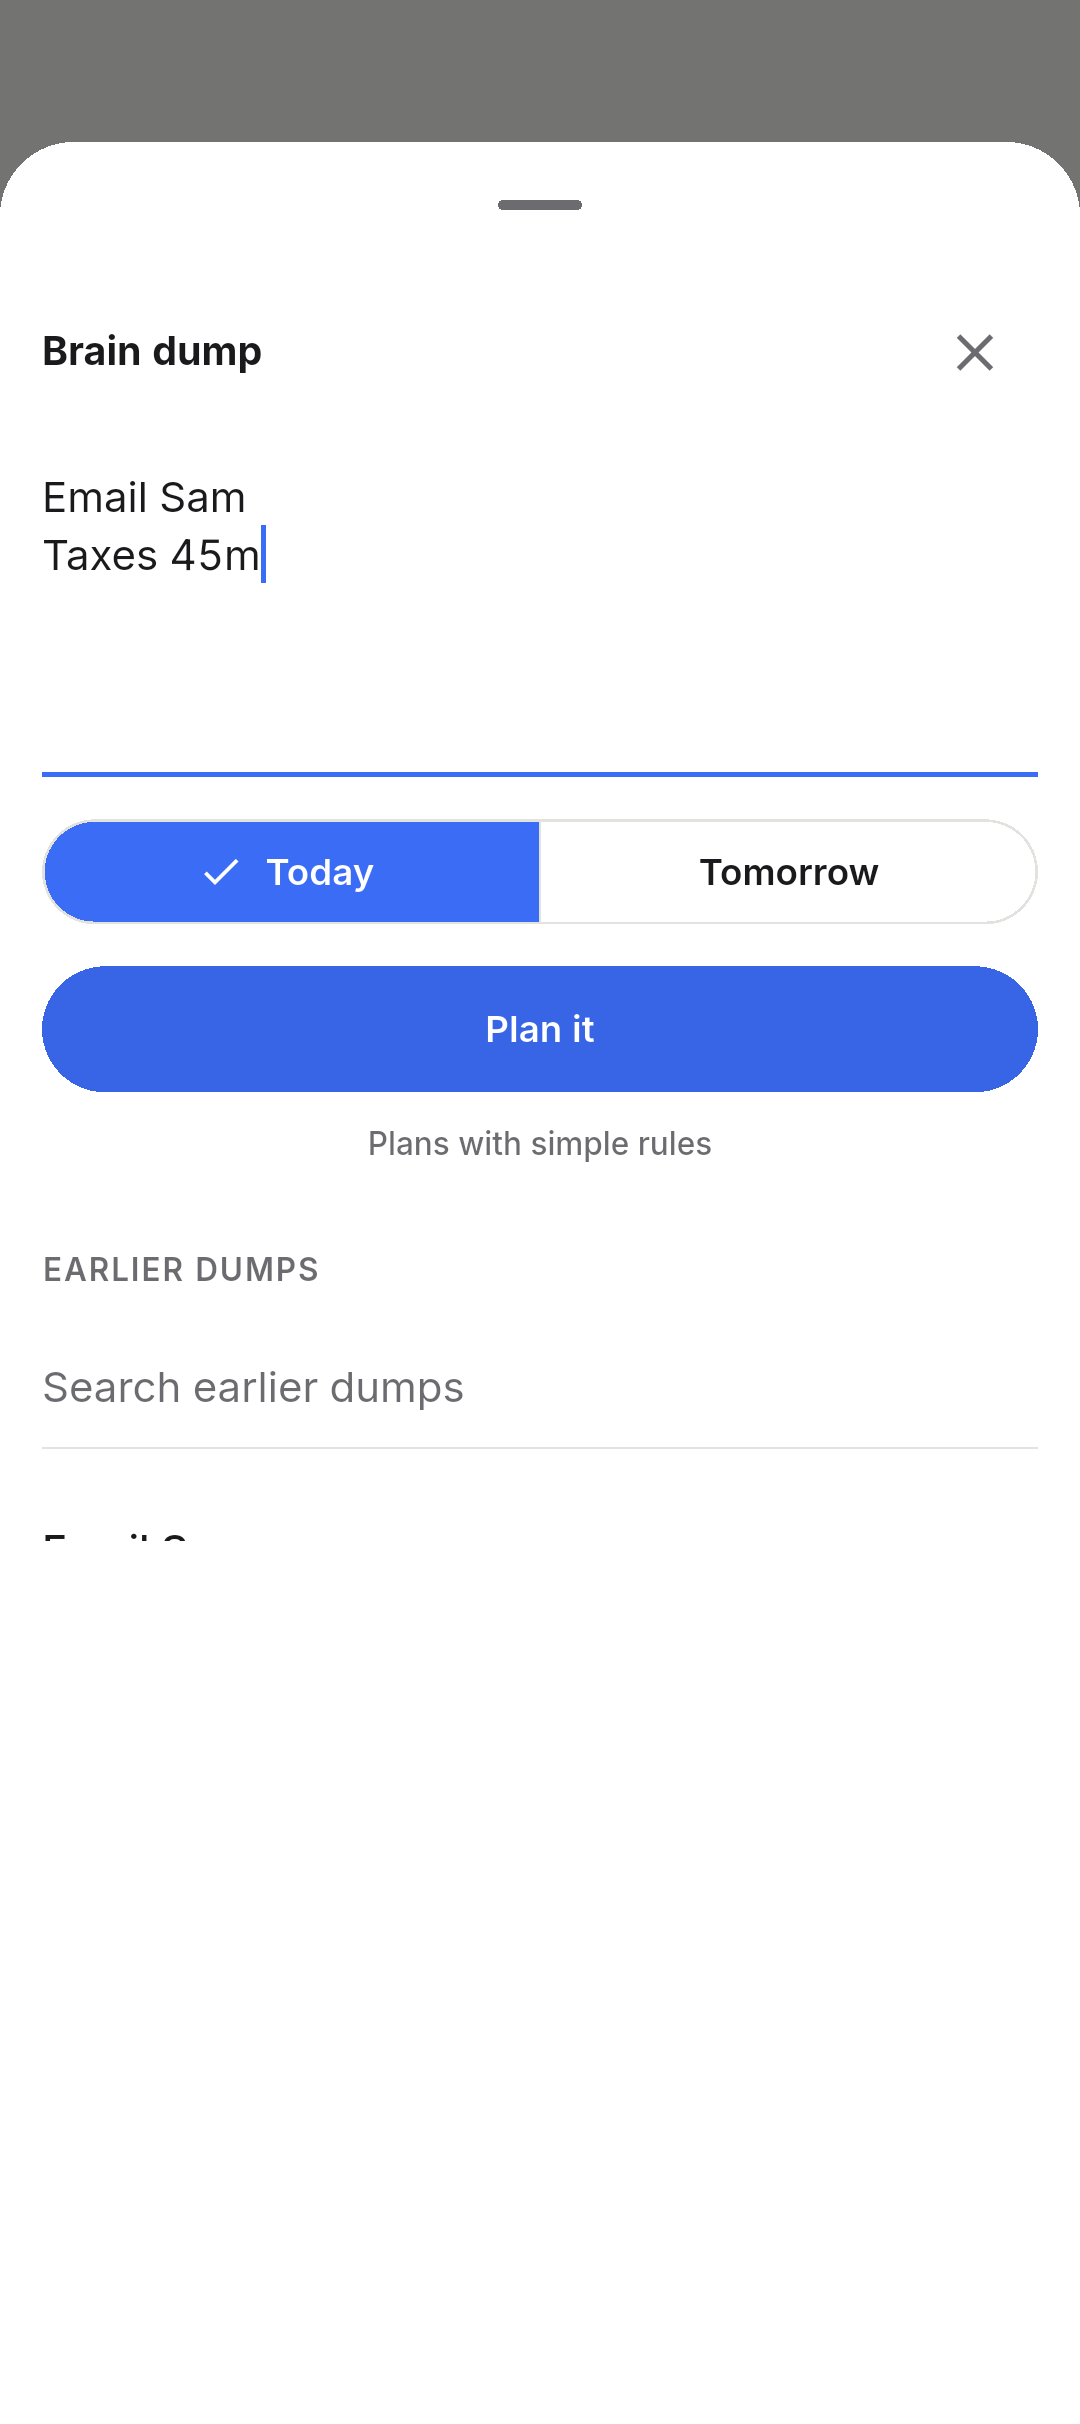 Brain dump
Email Sam
Taxes 45m
Today
Tomorrow
Plan it
Plans with simple rules
EARLIER DUMPS
Search earlier dumps